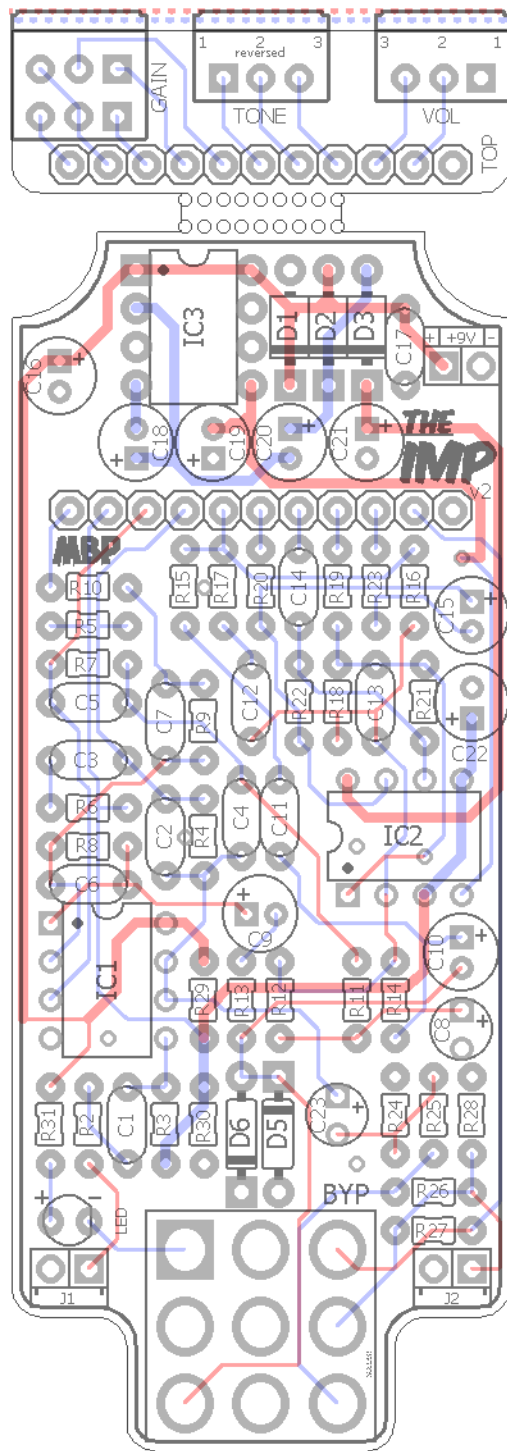 1 2 3
reversed
3 2 1
GAIN
TONE
VOL
TOP
IC3
D1
D2
D3
C17
+ +9V -
C16
+
C18
+
C19
+
C20
+
C21
+
THE
IMP
V2
MBP
R10
R15
R17
R20
C14
R19
R23
R16
C15
+
R5
R7
C5
C7
R9
C12
R22
R18
C13
R21
C22
+
C3
R6
R8
C6
C2
R4
C4
C11
IC2
C9
+
C10
+
IC1
R29
R13
R12
R11
R14
C8
+
R31
R2
C1
R3
R30
D6
D5
C23
+
R24
R25
R28
+ -
LED
BYP
R26
R27
J1
J2